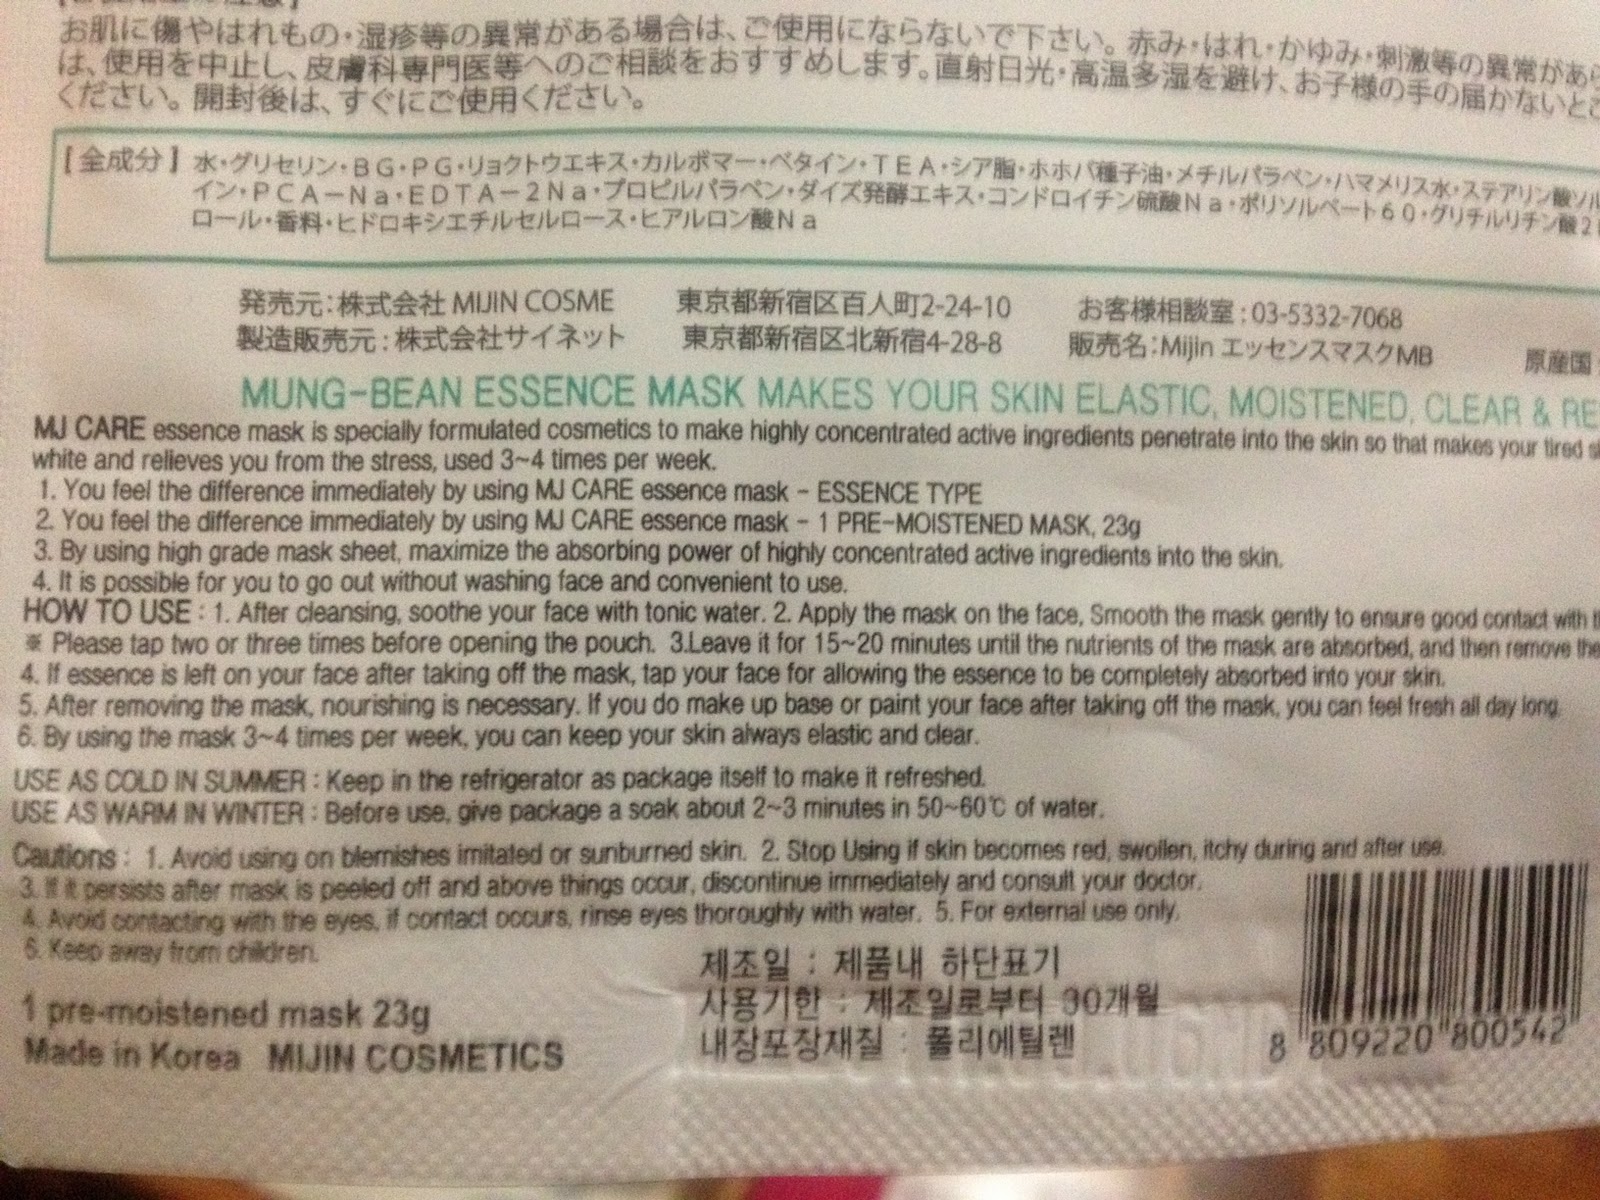 お肌に傷やはれもの・湿疹等の異常がある場合は、ご使用にならないで下さい。赤み・はれ・かゆみ・刺激等の異常があら
は、使用を中止し、皮膚科専門医等へのご相談をおすすめします。直射日光・高温多湿を避け、お子様の手の届かないとこ
ください。開封後は、すぐにご使用ください。
【全成分】 水・グリセリン・BG・PG・リョクトウエキス・カルボマー・ベタイン・TEA・シア脂・ホホバ種子油・メチルパラベン・ハマメリス水・ステアリン酸ソル
イン・PCA－Na・EDTA－2Na・プロピルパラベン・ダイズ発酵エキス・コンドロイチン硫酸Na・ポリソルベート60・グリチルリチン酸2
ロール・香料・ヒドロキシエチルセルロース・ヒアルロン酸Na
発売元：株式会社 MIJIN COSME 東京都新宿区百人町2-24-10 お客様相談室：03-5332-7068
製造販売元：株式会社サイネット 東京都新宿区北新宿4-28-8 販売名：Mijin エッセンスマスクMB 原産国
MUNG-BEAN ESSENCE MASK MAKES YOUR SKIN ELASTIC, MOISTENED, CLEAR & RE
MJ CARE essence mask is specially formulated cosmetics to make highly concentrated active ingredients penetrate into the skin so that makes your tired s
white and relieves you from the stress, used 3~4 times per week.
1. You feel the difference immediately by using MJ CARE essence mask - ESSENCE TYPE
2. You feel the difference immediately by using MJ CARE essence mask - 1 PRE-MOISTENED MASK, 23g
3. By using high grade mask sheet, maximize the absorbing power of highly concentrated active ingredients into the skin.
4. It is possible for you to go out without washing face and convenient to use.
HOW TO USE : 1. After cleansing, soothe your face with tonic water. 2. Apply the mask on the face, Smooth the mask gently to ensure good contact with t
※ Please tap two or three times before opening the pouch. 3.Leave it for 15~20 minutes until the nutrients of the mask are absorbed, and then remove the
4. If essence is left on your face after taking off the mask, tap your face for allowing the essence to be completely absorbed into your skin.
5. After removing the mask, nourishing is necessary. If you do make up base or paint your face after taking off the mask, you can feel fresh all day long.
6. By using the mask 3~4 times per week, you can keep your skin always elastic and clear.
USE AS COLD IN SUMMER : Keep in the refrigerator as package itself to make it refreshed.
USE AS WARM IN WINTER : Before use, give package a soak about 2~3 minutes in 50~60℃ of water.
Cautions : 1. Avoid using on blemishes irritated or sunburned skin. 2. Stop Using if skin becomes red, swollen, itchy during and after use.
3. If it persists after mask is peeled off and above things occur, discontinue immediately and consult your doctor.
4. Avoid contacting with the eyes, if contact occurs, rinse eyes thoroughly with water. 5. For external use only.
6. Keep away from children.
제조일 : 제품내 하단표기
사용기한 : 제조일로부터 30개월
내장포장재질 : 폴리에틸렌
1 pre-moistened mask 23g
Made in Korea MIJIN COSMETICS
8 809220 800542